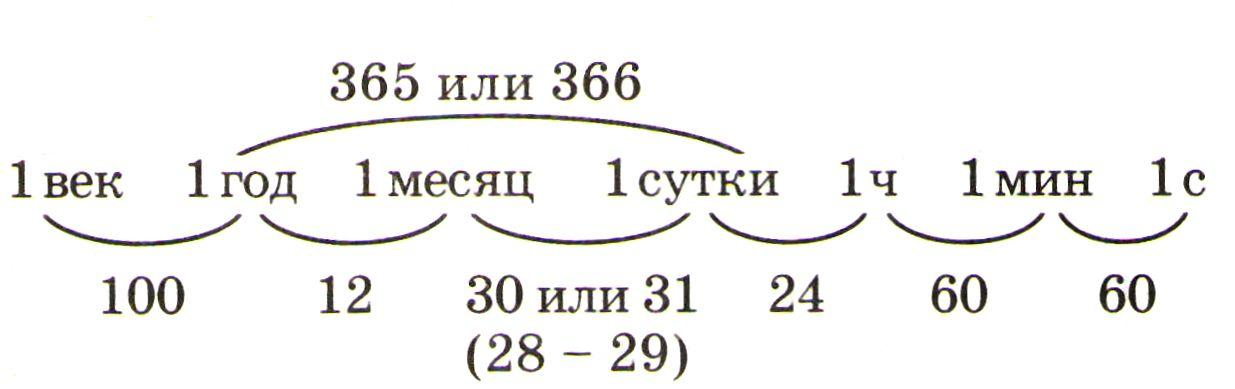 365 или 366
1 век 1 год 1 месяц 1 сутки 1 ч 1 мин 1 с
100 12 30 или 31 24 60 60
(28 – 29)